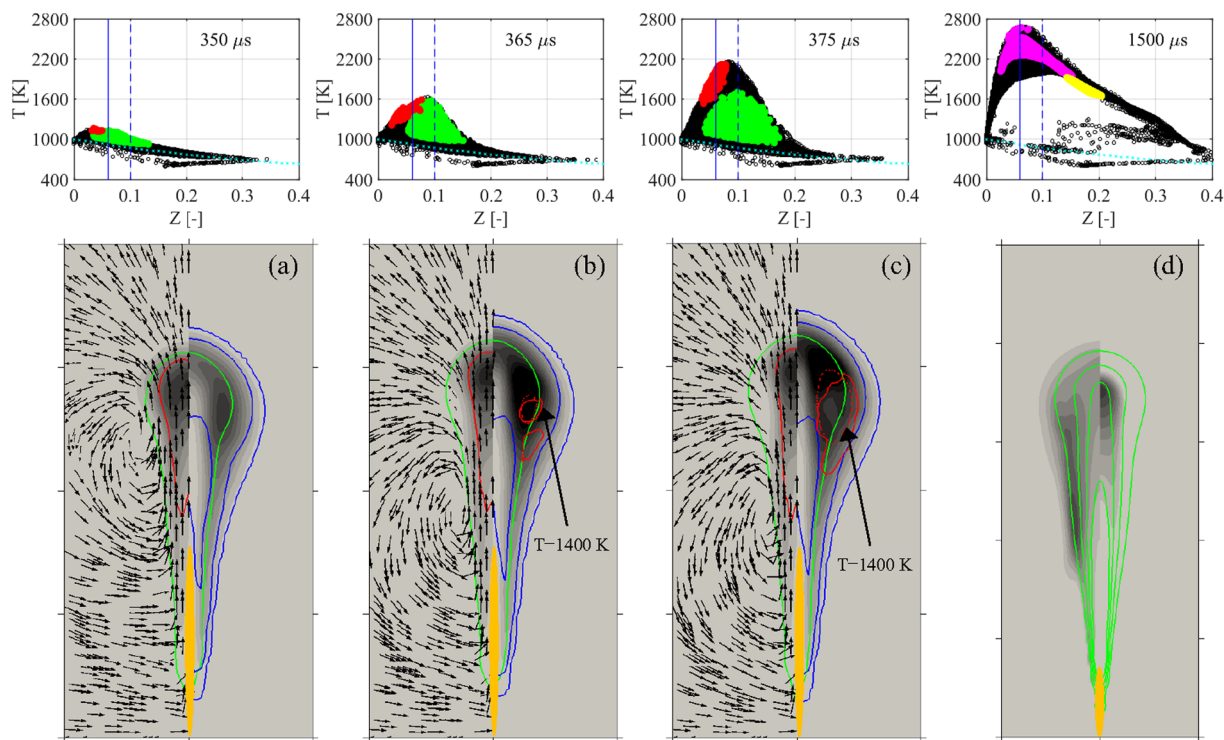 2800 2800 2800 2800
350 μs 365 μs 375 μs 1500 μs
2200 2200 2200 2200
T [K] T [K] T [K] T [K]
1600 1600 1600 1600
1000 1000 1000 1000
400 400 400 400
0 0.1 0.2 0.3 0.4 0 0.1 0.2 0.3 0.4 0 0.1 0.2 0.3 0.4 0 0.1 0.2 0.3 0.4
Z [-] Z [-] Z [-] Z [-]
(a) (b) (c) (d)
T−1400 K
T−1400 K